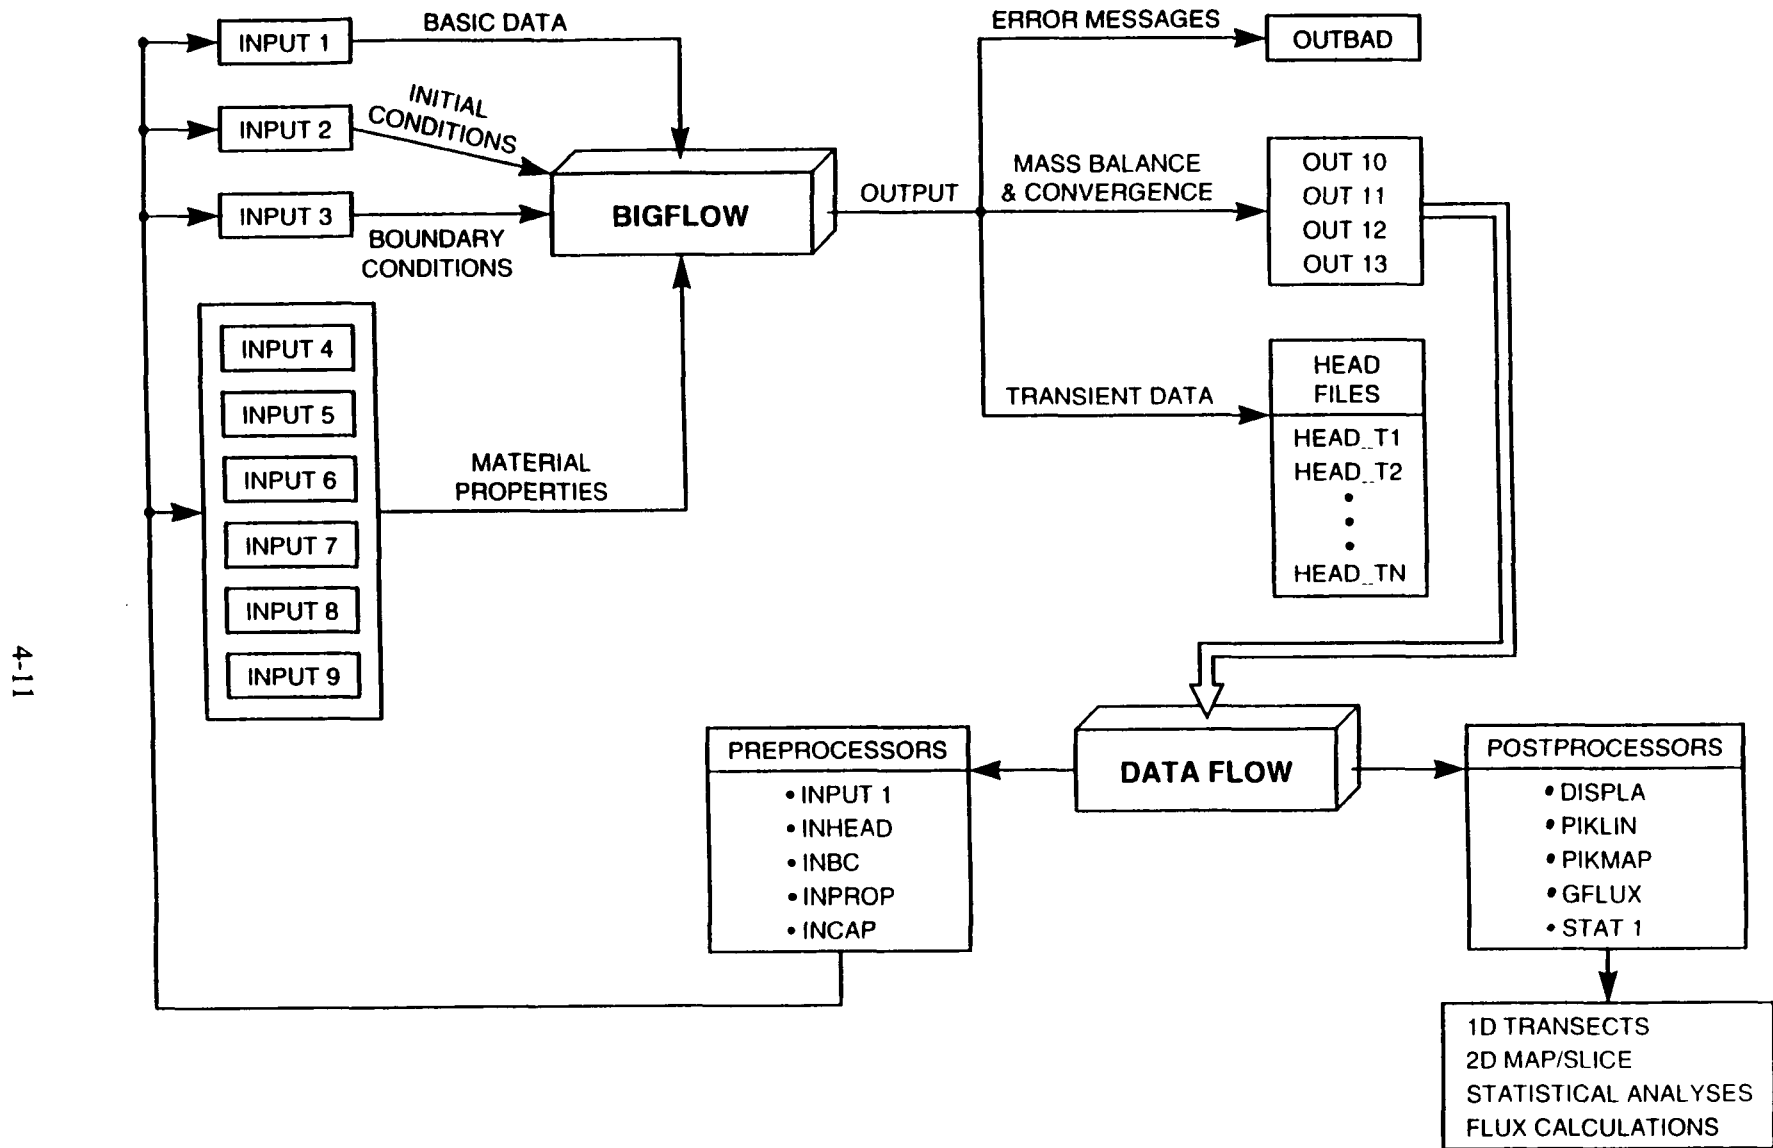 INPUT 1
BASIC DATA
INPUT 2
INITIAL
CONDITIONS
INPUT 3
BOUNDARY
CONDITIONS
INPUT 4
INPUT 5
INPUT 6
INPUT 7
INPUT 8
INPUT 9
MATERIAL
PROPERTIES
BIGFLOW
OUTPUT
ERROR MESSAGES
OUTBAD
MASS BALANCE
& CONVERGENCE
OUT 10
OUT 11
OUT 12
OUT 13
TRANSIENT DATA
HEAD
FILES
HEAD_T1
HEAD_T2
•
•
•
HEAD_TN
4-11
PREPROCESSORS
• INPUT 1
• INHEAD
• INBC
• INPROP
• INCAP
DATA FLOW
POSTPROCESSORS
• DISPLA
• PIKLIN
• PIKMAP
• GFLUX
• STAT 1
1D TRANSECTS
2D MAP/SLICE
STATISTICAL ANALYSES
FLUX CALCULATIONS